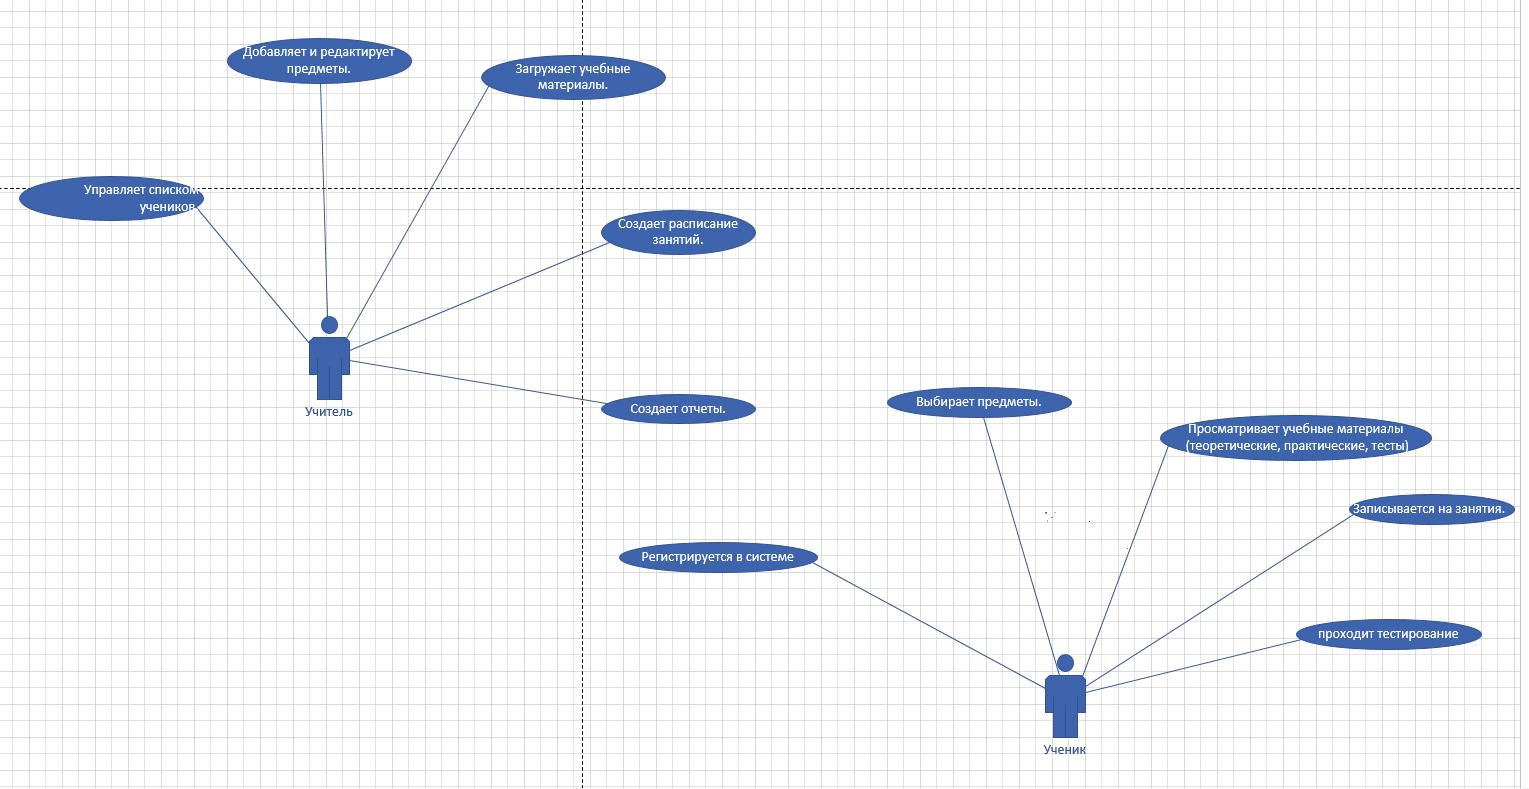 Добавляет и редактирует
предметы.
Загружает учебные
материалы.
Управляет списком
учеников
Создает расписание
занятий.
Создает отчеты.
Учитель
Выбирает предметы.
Просматривает учебные материалы
(теоретические, практические, тесты)
Записывается на занятия.
Регистрируется в системе
проходит тестирование
Ученик